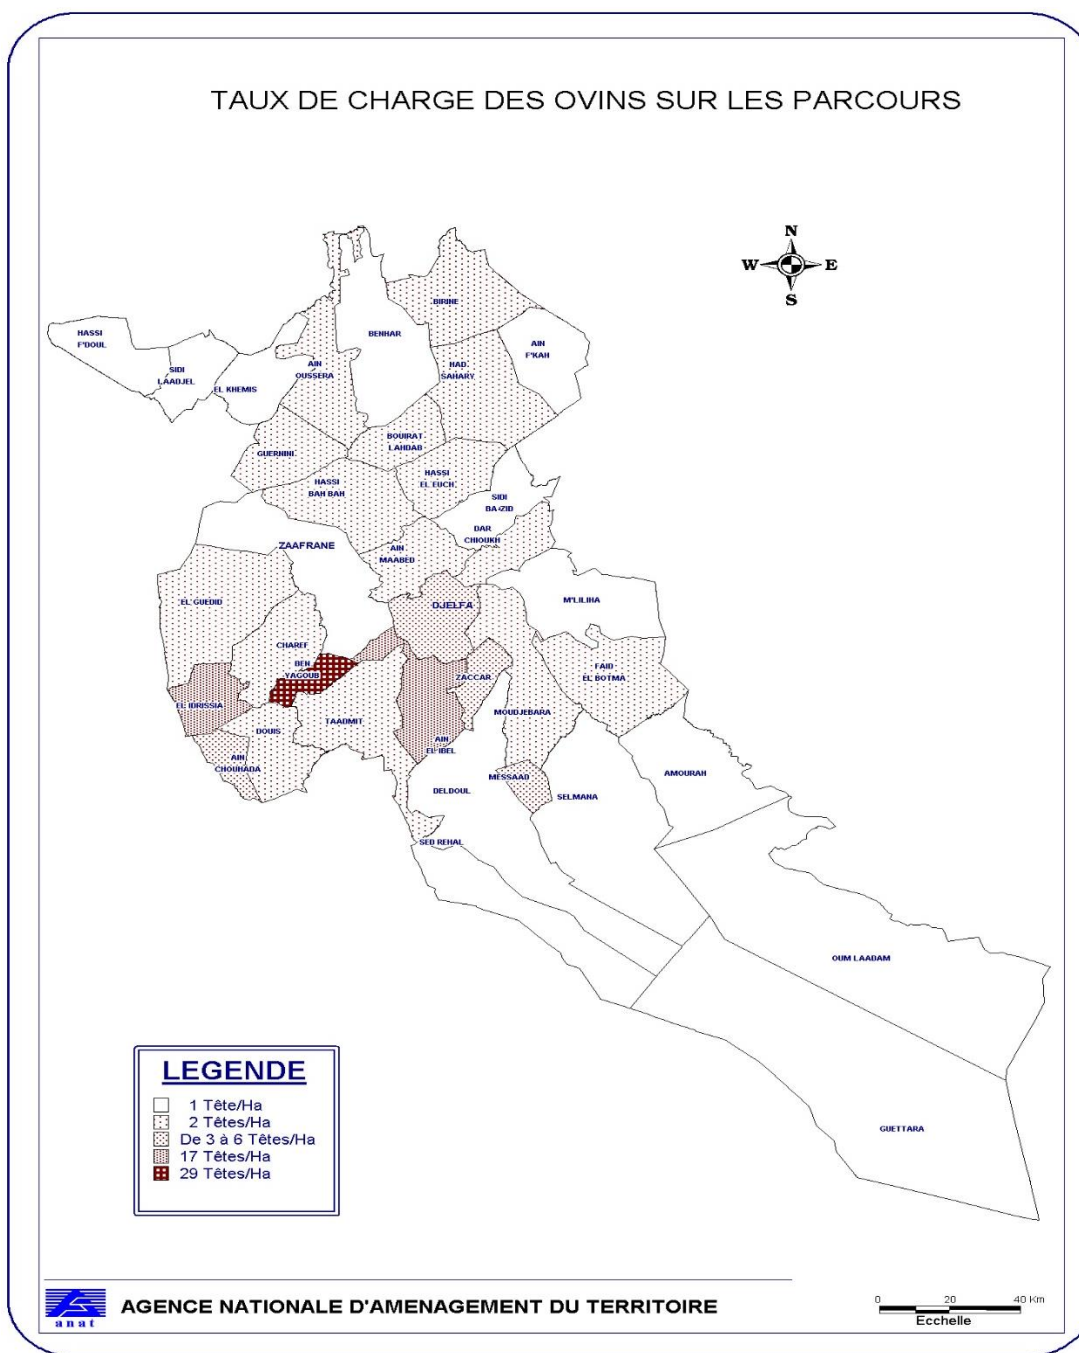 TAUX DE CHARGE DES OVINS SUR LES PARCOURS
N
W E
S
BIRINE
HASSI
F'DOUL
BENHAR
AIN
F'KAH
SIDI
LAADJEL
EL KHEMIS
AIN
OUSSERA
HAD
SAHARY
GUERNINI
BOUIRAT
LAHDAB
HASSI
BAH BAH
HASSI
EL EUCH
SIDI
BA-ZID
DAR
CHIOUKH
ZAAFRANE
AIN
MAABED
EL GUEDID
DJELFA
M'LILIHA
CHAREF
BEN
YAGOUB
ZACCAR
FAID
EL BOTMA
EL IDRISSIA
DOUIS
TAADMIT
MOUDJEBARA
AIN
EL IBEL
AIN
CHOUHADA
MESSAAD
DELDOUL
SELMANA
AMOURAH
SED REHAL
OUM LAADAM
GUETTARA
LEGENDE
1 Tête/Ha
2 Têtes/Ha
De 3 à 6 Têtes/Ha
17 Têtes/Ha
29 Têtes/Ha
anat
AGENCE NATIONALE D'AMENAGEMENT DU TERRITOIRE
0 20 40 Km
Ecchelle